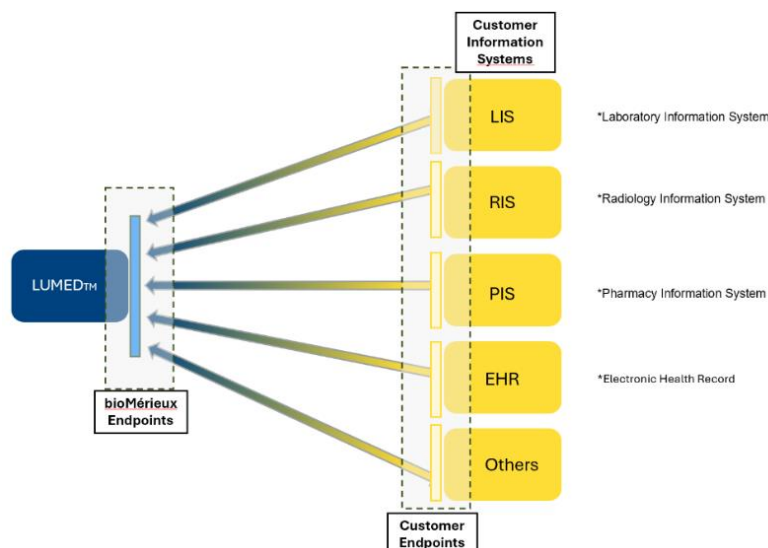 Customer
Information
Systems
LIS
*Laboratory Information System
RIS
*Radiology Information System
LUMEDTM
PIS
*Pharmacy Information System
EHR
*Electronic Health Record
bioMérieux
Endpoints
Others
Customer
Endpoints